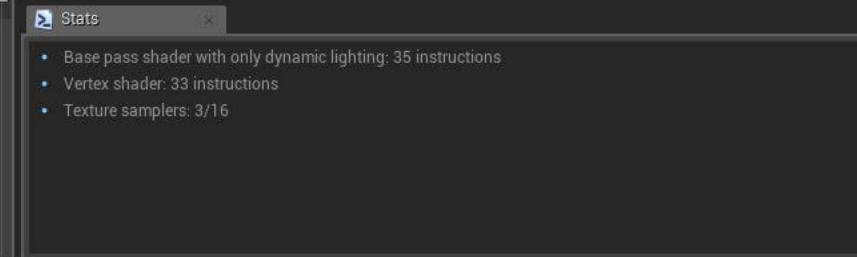 Stats
Base pass shader with only dynamic lighting: 35 instructions
Vertex shader: 33 instructions
Texture samplers: 3/16